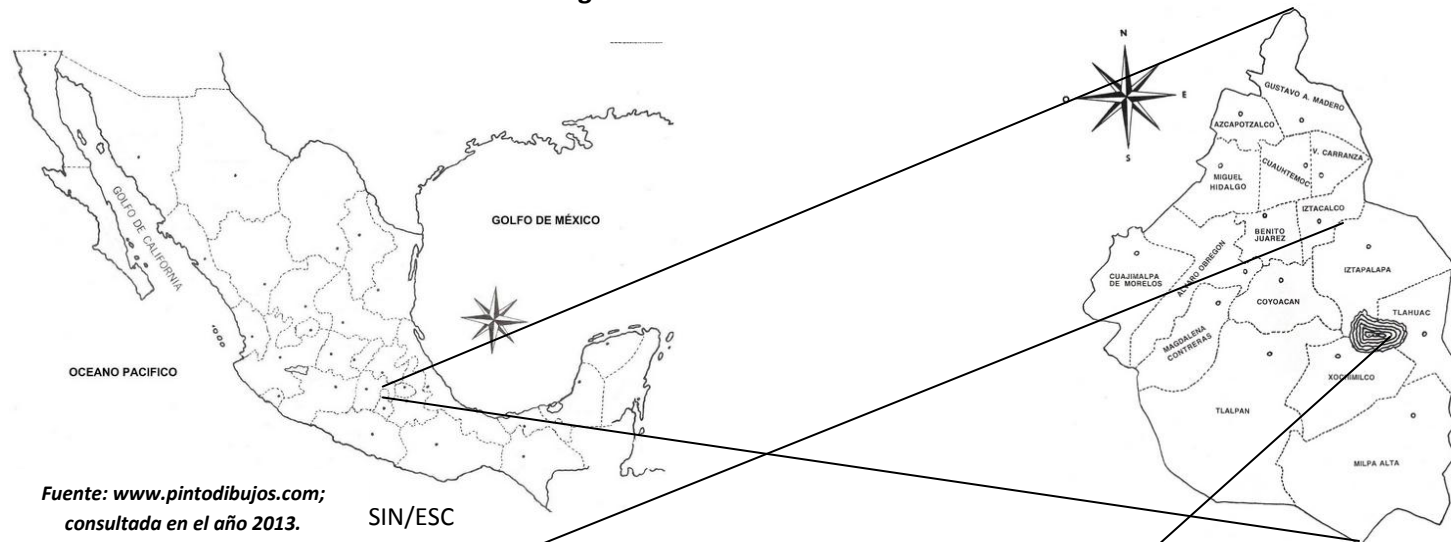 GOLFO DE CALIFORNIA
GOLFO DE MÉXICO
OCEANO PACIFICO
Fuente: www.pintodibujos.com;
consultada en el año 2013.
SIN/ESC
N
O
E
S
GUSTAVO A. MADERO
AZCAPOTZALCO
V. CARRANZA
CUAUHTEMOC
MIGUEL
HIDALGO
IZTACALCO
BENITO
JUAREZ
ALVARO OBREGON
CUAJIMALPA
DE MORELOS
IZTAPALAPA
COYOACAN
TLAHUAC
MAGDALENA
CONTRERAS
XOCHIMILCO
TLALPAN
MILPA ALTA